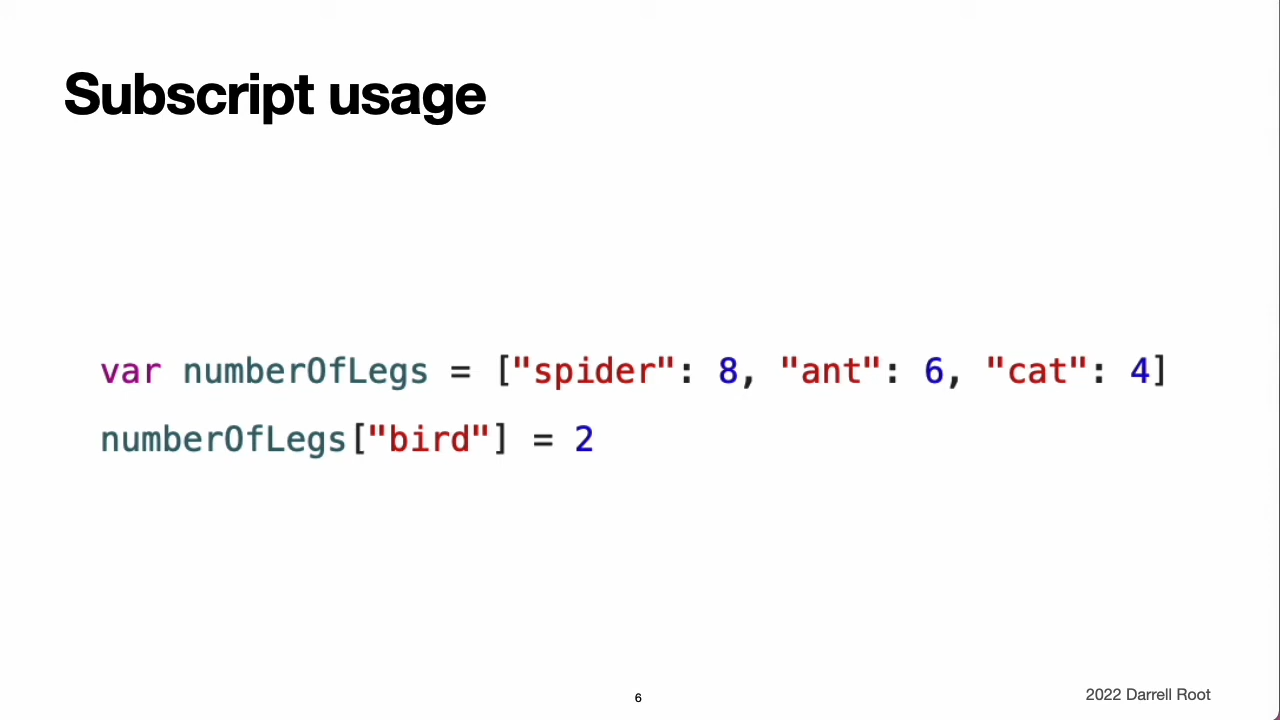 Subscript usage
var numberOfLegs = ["spider": 8, "ant": 6, "cat": 4]
numberOfLegs["bird"] = 2
6
2022 Darrell Root